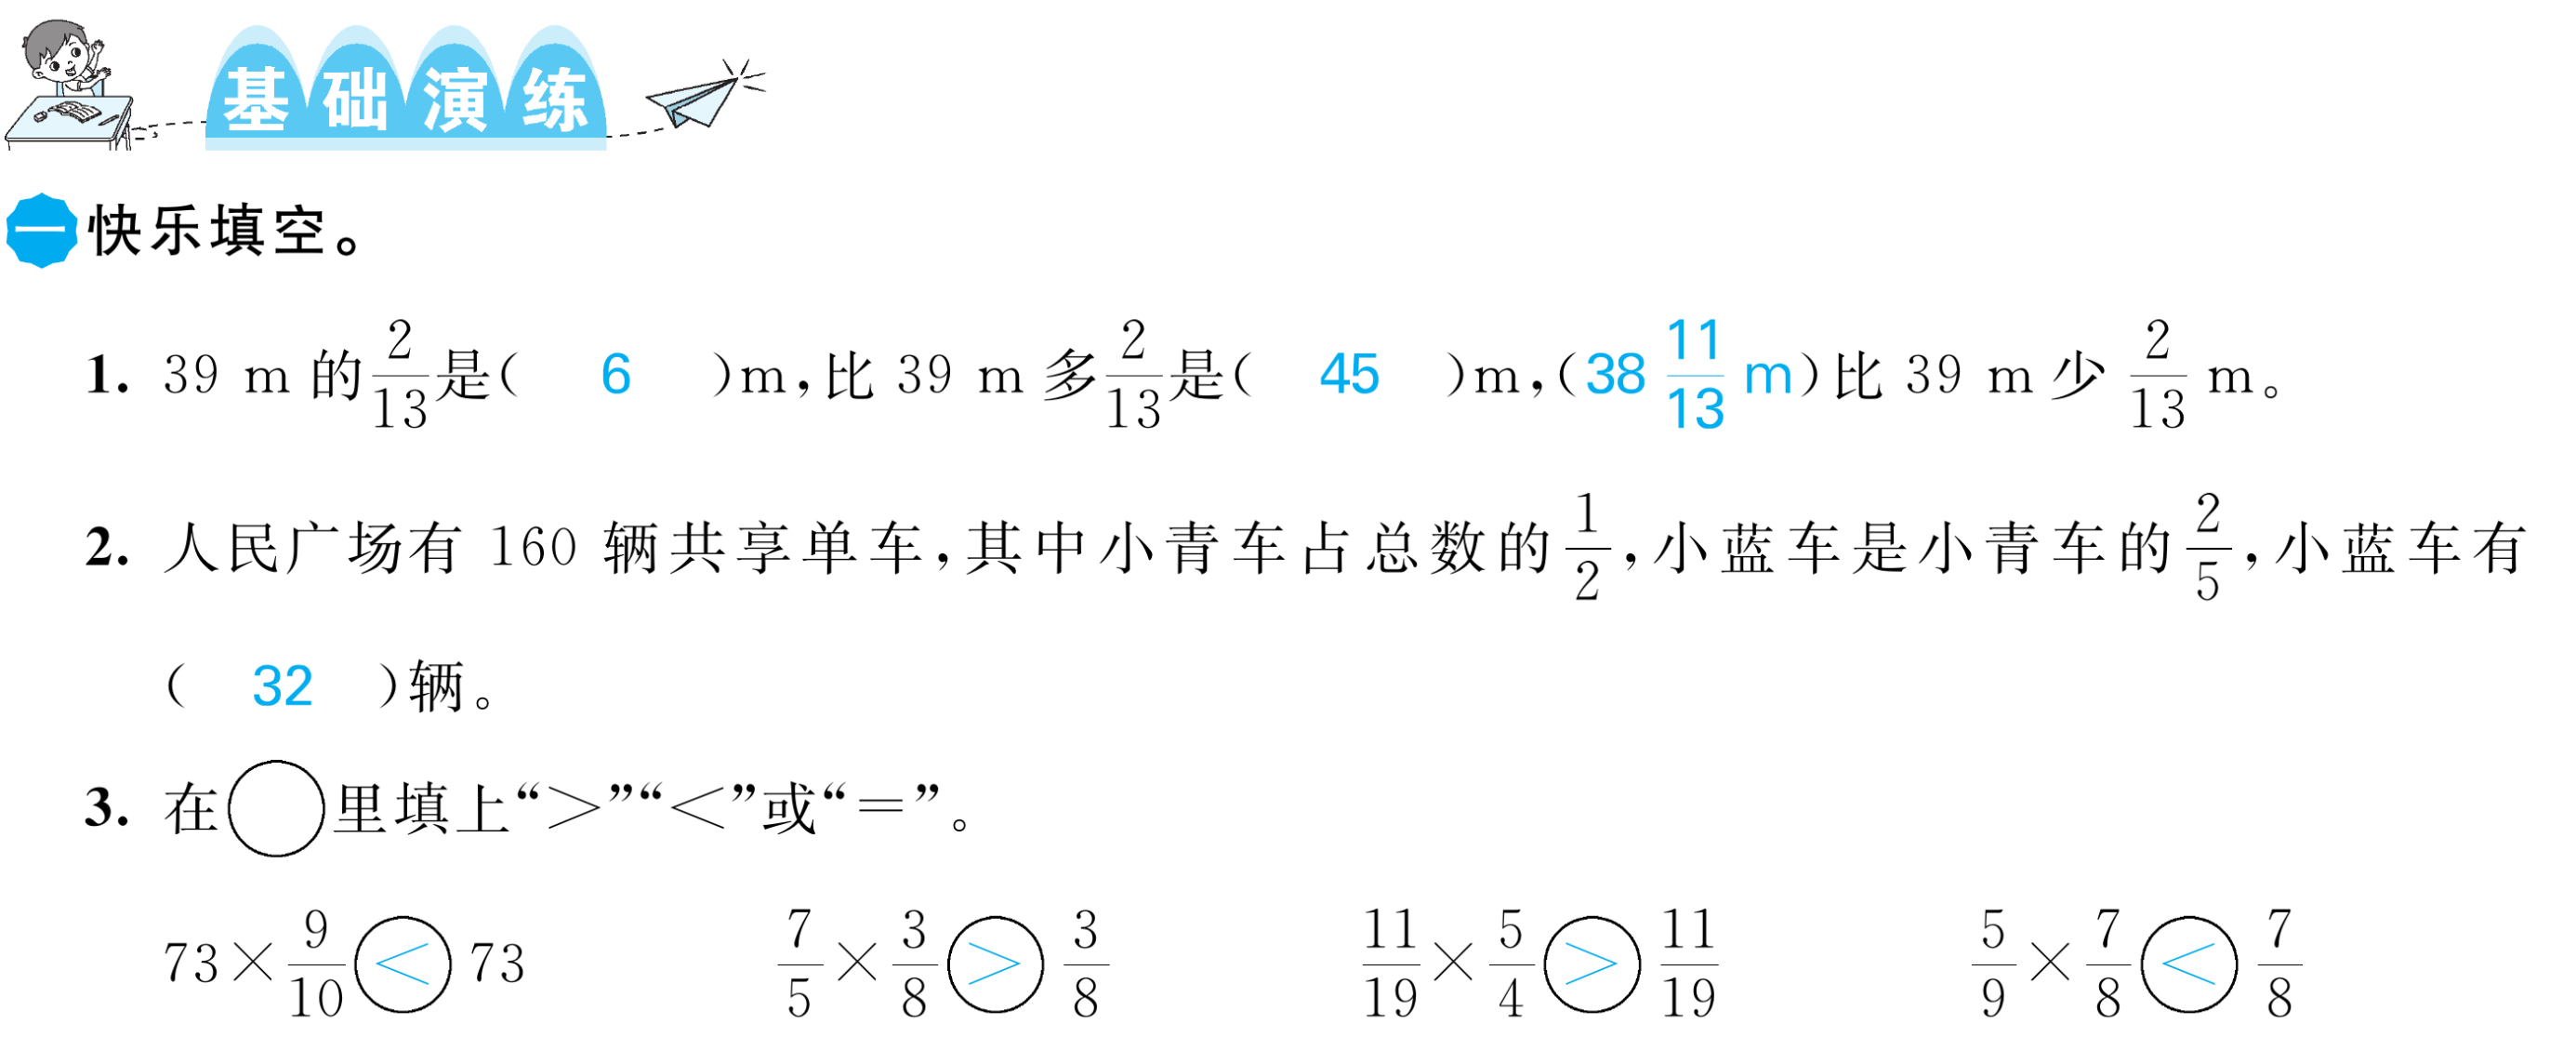 基础演练
一 快乐填空。
1. 39 m 的 2/13 是( 6 )m,比 39 m 多 2/13 是( 45 )m,(38 11/13 m)比 39 m 少 2/13 m。
2. 人民广场有 160 辆共享单车,其中小青车占总数的 1/2,小蓝车是小青车的 2/5,小蓝车有
( 32 )辆。
3. 在○里填上“>”“<”或“=”。
73×9/10 < 73 7/5×3/8 > 3/8 11/19×5/4 > 11/19 5/9×7/8 < 7/8